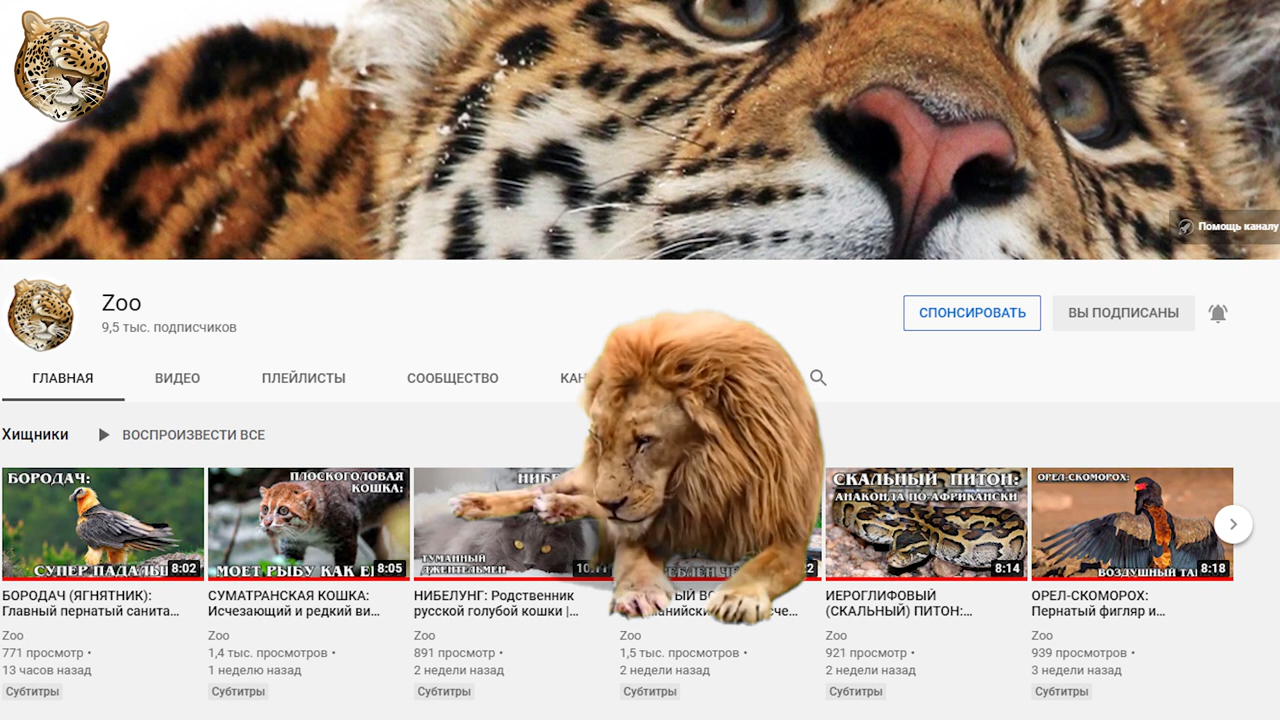 Помощь каналу
Zoo
9,5 тыс. подписчиков
СПОНСИРОВАТЬ
ВЫ ПОДПИСАНЫ
ГЛАВНАЯ
ВИДЕО
ПЛЕЙЛИСТЫ
СООБЩЕСТВО
Хищники
ВОСПРОИЗВЕСТИ ВСЕ
БОРОДАЧ:
8:02
БОРОДАЧ (ЯГНЯТНИК):
Главный пернатый санита...
Zoo
771 просмотр •
13 часов назад
Субтитры
ПЛОСКОГОЛОВАЯ
КОШКА:
МОЕТ РЫБУ КАК
8:05
СУМАТРАНСКАЯ КОШКА:
Исчезающий и редкий ви...
Zoo
1,4 тыс. просмотров •
1 неделю назад
Субтитры
ТУМАННЫЙ
ДЖЕНТЕЛЬМЕН
НИБЕЛУНГ: Родственник
русской голубой кошки |...
Zoo
891 просмотр •
2 недели назад
Субтитры
Zoo
1,5 тыс. просмотров •
2 недели назад
Субтитры
СКАЛЬНЫЙ ПИТОН:
АНАКОНДА ПО-АФРИКАНСКИ
8:14
ИЕРОГЛИФОВЫЙ
(СКАЛЬНЫЙ) ПИТОН:...
Zoo
921 просмотр •
2 недели назад
Субтитры
ОРЕЛ-СКОМОРОХ:
ВОЗДУШНЫЙ
8:18
ОРЕЛ-СКОМОРОХ:
Пернатый фигляр и...
Zoo
939 просмотров •
3 недели назад
Субтитры